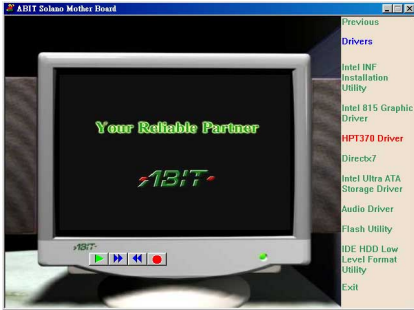 ABIT Solano Mother Board
Your Reliable Partner
ABIT
ABIT
Previous
Drivers
Intel INF
Installation
Utility
Intel 815 Graphic
Driver
HPT370 Driver
Directx7
Intel Ultra ATA
Storage Driver
Audio Driver
Flash Utility
IDE HDD Low
Level Format
Utility
Exit